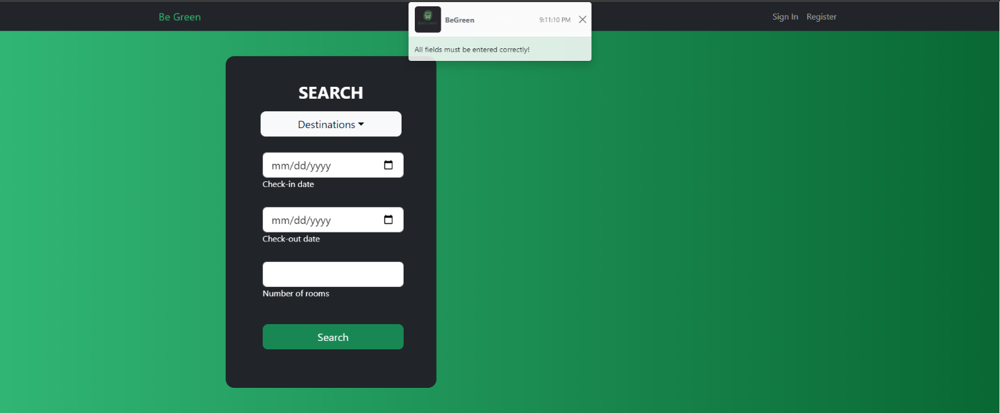 Be Green
BeGreen
9:11:10 PM
Sign In
Register
All fields must be entered correctly!
SEARCH
Destinations
mm/dd/yyyy
Check-in date
mm/dd/yyyy
Check-out date
Number of rooms
Search